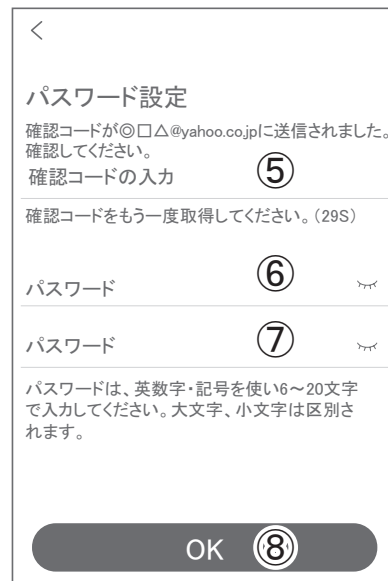 <
パスワード設定
確認コードが◎□△@yahoo.co.jpに送信されました。
確認してください。
確認コードの入力 ⑤
確認コードをもう一度取得してください。(29S)
パスワード ⑥
パスワード ⑦
パスワードは、英数字・記号を使い6～20文字
で入力してください。大文字、小文字は区別さ
れます。
OK ⑧